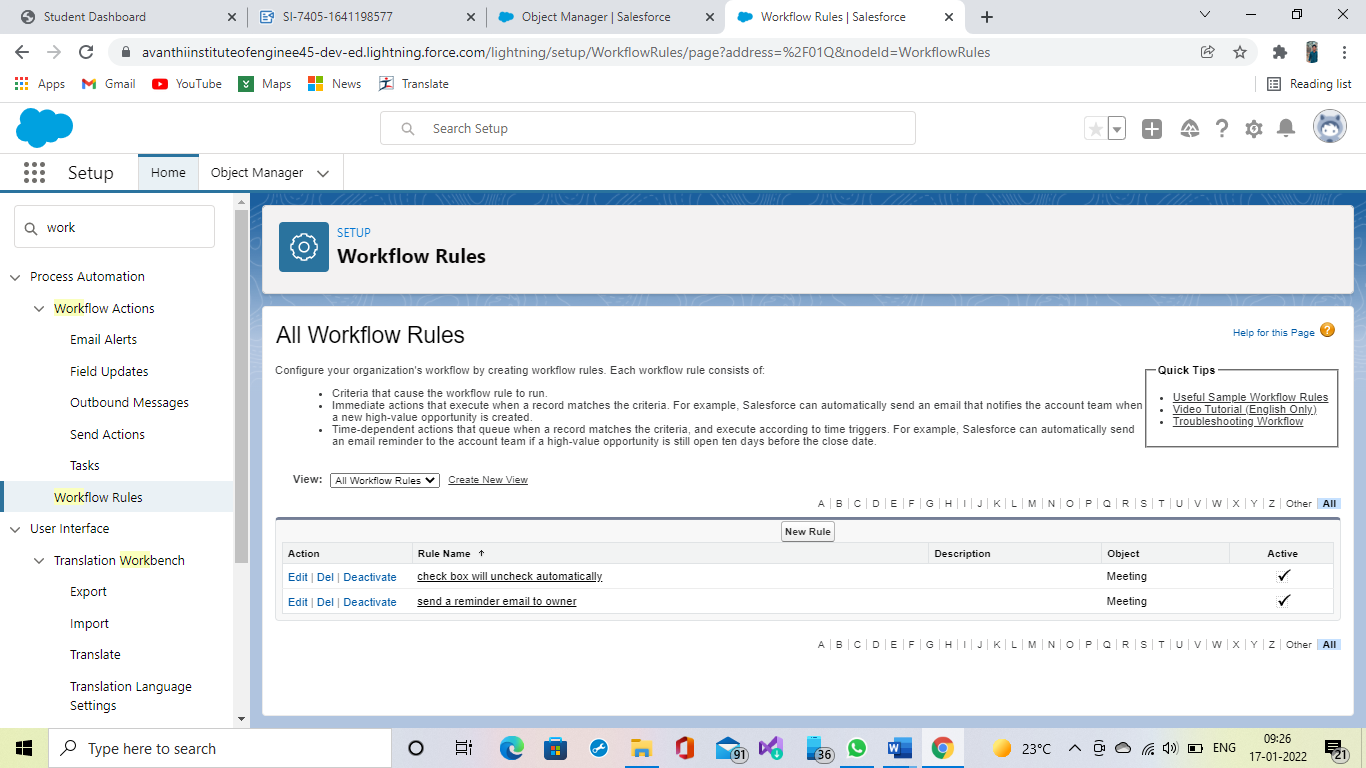 Student Dashboard
SI-7405-1641198577
Object Manager | Salesforce
Workflow Rules | Salesforce
avanthiinstituteofenginee45-dev-ed.lightning.force.com/lightning/setup/WorkflowRules/page?address=%2F01Q&nodeId=WorkflowRules
Apps
Gmail
YouTube
Maps
News
Translate
Reading list
Search Setup
Setup
Home
Object Manager
work
Process Automation
Workflow Actions
Email Alerts
Field Updates
Outbound Messages
Send Actions
Tasks
Workflow Rules
User Interface
Translation Workbench
Export
Import
Translate
Translation Language
Settings
SETUP
Workflow Rules
All Workflow Rules
Help for this Page ?
Configure your organization's workflow by creating workflow rules. Each workflow rule consists of:
• Criteria that cause the workflow rule to run.
• Immediate actions that execute when a record matches the criteria. For example, Salesforce can automatically send an email that notifies the account team when
a new high-value opportunity is created.
• Time-dependent actions that queue when a record matches the criteria, and execute according to time triggers. For example, Salesforce can automatically send
an email reminder to the account team if a high-value opportunity is still open ten days before the close date.
Quick Tips
• Useful Sample Workflow Rules
• Video Tutorial (English Only)
• Troubleshooting Workflow
View: All Workflow Rules Create New View
A | B | C | D | E | F | G | H | I | J | K | L | M | N | O | P | Q | R | S | T | U | V | W | X | Y | Z | Other | All
New Rule
Action Rule Name ↑ Description Object Active
Edit | Del | Deactivate check box will uncheck automatically Meeting ✓
Edit | Del | Deactivate send a reminder email to owner Meeting ✓
A | B | C | D | E | F | G | H | I | J | K | L | M | N | O | P | Q | R | S | T | U | V | W | X | Y | Z | Other | All
Type here to search
91
36
23°C
ENG
09:26
17-01-2022
21